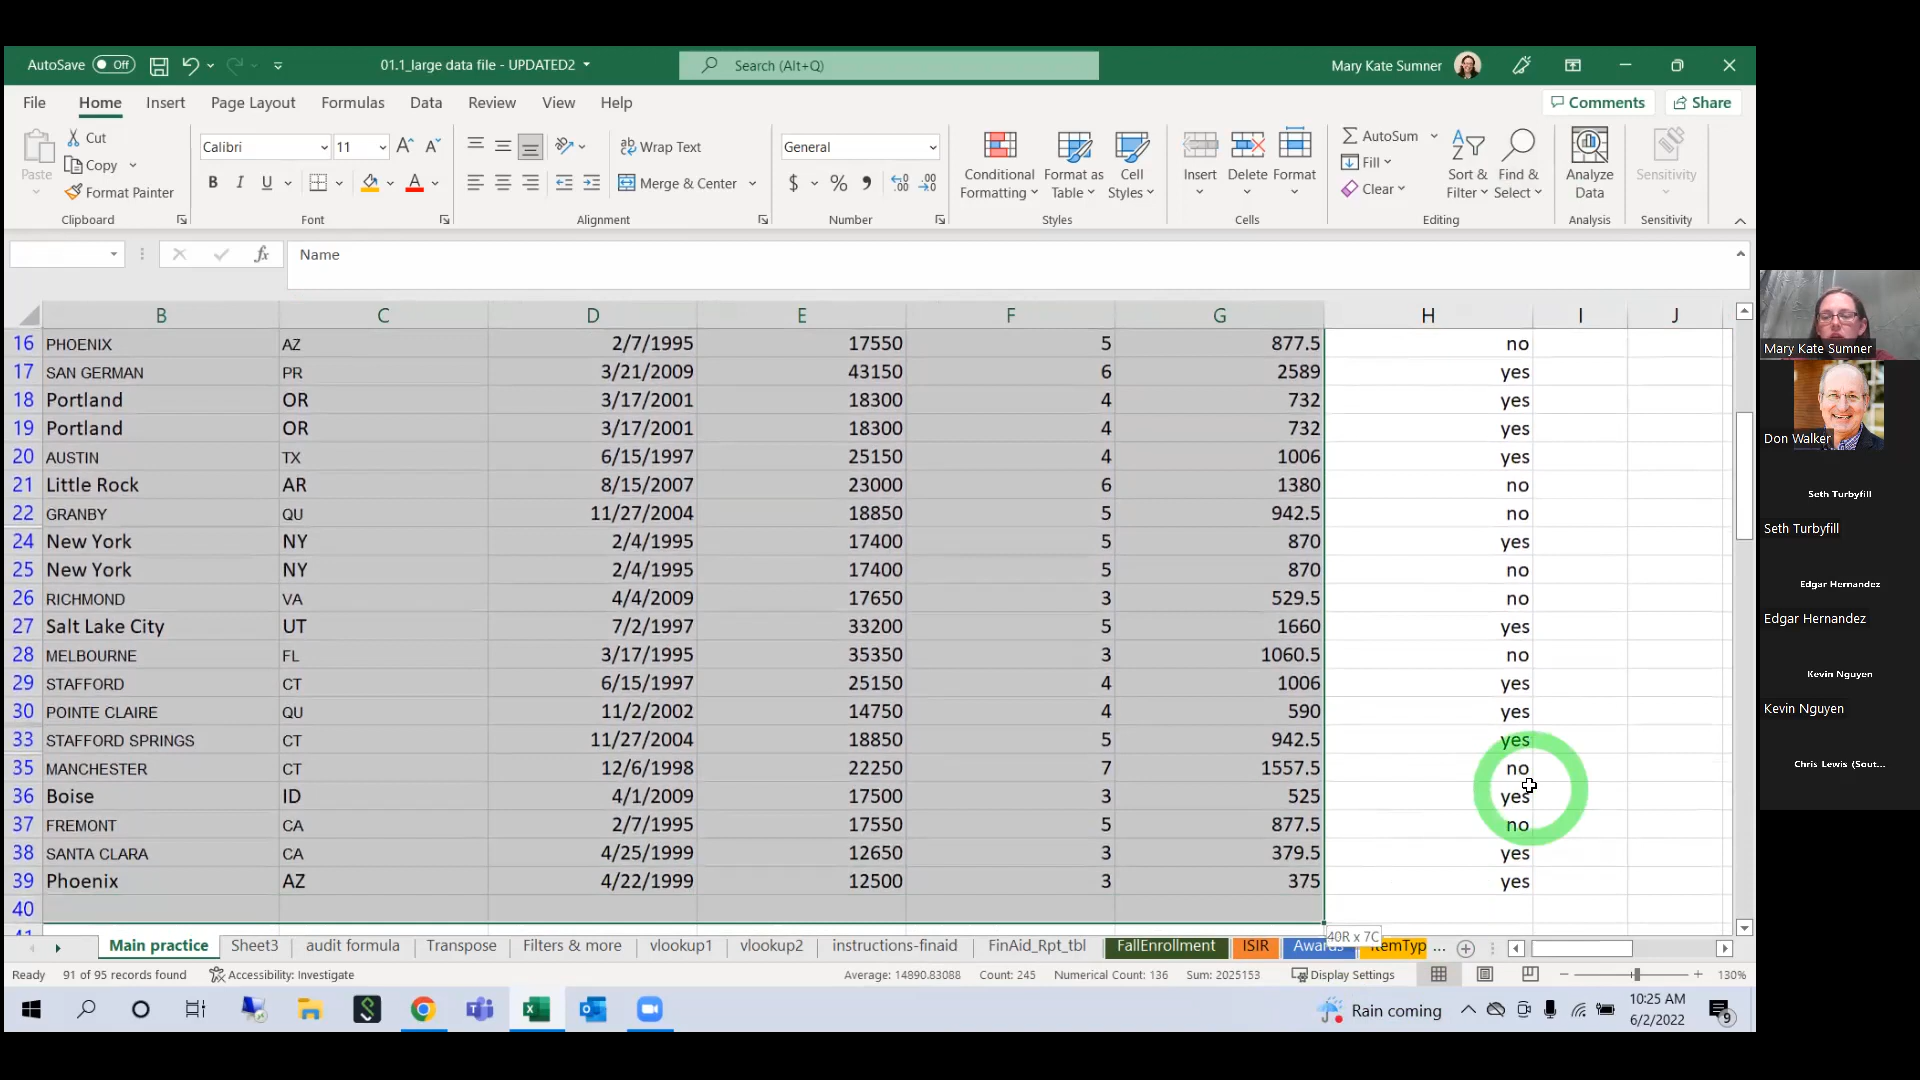 AutoSave Off 01.1_large data file - UPDATED2 Search (Alt+Q) Mary Kate Sumner
File Home Insert Page Layout Formulas Data Review View Help Comments Share
Paste Cut Copy Format Painter
Calibri 11
B I U A
Wrap Text
Merge & Center
General
$ % 9
Conditional Formatting Format as Table Cell Styles
Insert Delete Format
AutoSum Fill Clear
Sort & Filter Find & Select
Analyze Data
Sensitivity
Clipboard Font Alignment Number Styles Cells Editing Analysis Sensitivity
fx Name
B C D E F G H I J
16 PHOENIX AZ 2/7/1995 17550 5 877.5 no
17 SAN GERMAN PR 3/21/2009 43150 6 2589 yes
18 Portland OR 3/17/2001 18300 4 732 yes
19 Portland OR 3/17/2001 18300 4 732 yes
20 AUSTIN TX 6/15/1997 25150 4 1006 yes
21 Little Rock AR 8/15/2007 23000 6 1380 no
22 GRANBY QU 11/27/2004 18850 5 942.5 no
24 New York NY 2/4/1995 17400 5 870 yes
25 New York NY 2/4/1995 17400 5 870 no
26 RICHMOND VA 4/4/2009 17650 3 529.5 no
27 Salt Lake City UT 7/2/1997 33200 5 1660 yes
28 MELBOURNE FL 3/17/1995 35350 3 1060.5 no
29 STAFFORD CT 6/15/1997 25150 4 1006 yes
30 POINTE CLAIRE QU 11/2/2002 14750 4 590 yes
33 STAFFORD SPRINGS CT 11/27/2004 18850 5 942.5 yes
35 MANCHESTER CT 12/6/1998 22250 7 1557.5 no
36 Boise ID 4/1/2009 17500 3 525 yes
37 FREMONT CA 2/7/1995 17550 5 877.5 no
38 SANTA CLARA CA 4/25/1999 12650 3 379.5 yes
39 Phoenix AZ 4/22/1999 12500 3 375 yes
40
40R x 7C
Main practice Sheet3 audit formula Transpose Filters & more vlookup1 vlookup2 instructions-finaid FinAid_Rpt_tbl FallEnrollment ISIR Awards ItemTyp ...
Ready 91 of 95 records found Accessibility: Investigate Average: 14890.83088 Count: 245 Numerical Count: 136 Sum: 2025153 Display Settings 130%
Rain coming 10:25 AM
6/2/2022 9
Mary Kate Sumner
Don Walker
Seth Turbyfill
Seth Turbyfill
Edgar Hernandez
Edgar Hernandez
Kevin Nguyen
Kevin Nguyen
Chris Lewis (Sout...